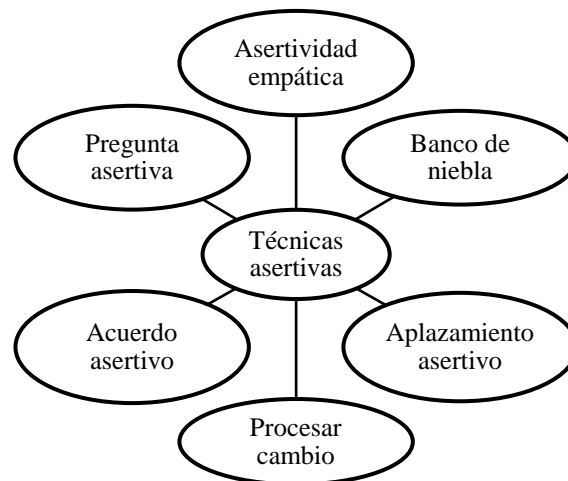 Asertividad
empática
Pregunta
asertiva
Banco de
niebla
Técnicas
asertivas
Acuerdo
asertivo
Aplazamiento
asertivo
Procesar
cambio